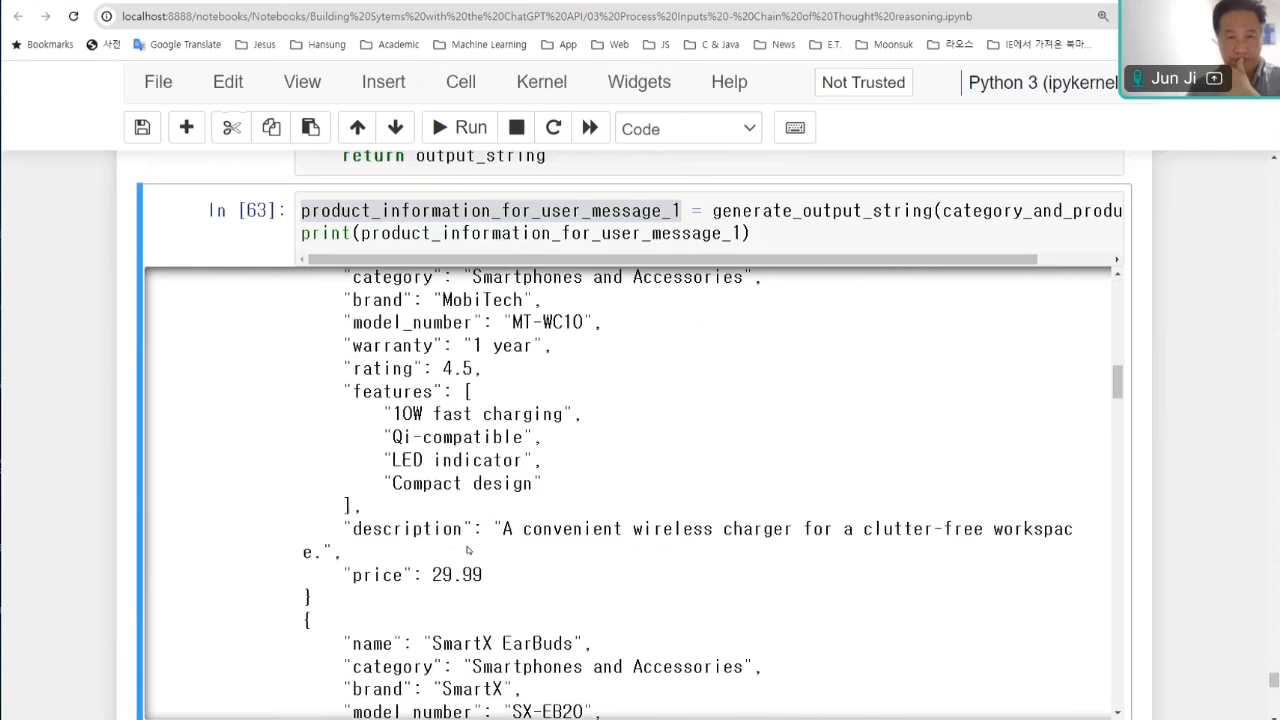 localhost:8888/notebooks/Notebooks/Building%20Sytems%20with%20the%20ChatGPT%20API/03%20Process%20Inputs%20-%20Chain%20of%20Thought%20reasoning.ipynb
Bookmarks 사전 Google Translate Jesus Hansung Academic Machine Learning App Web JS C & Java News E.T. Moonsuk 라오스 IE에서 가져온 북마...
Jun Ji
File Edit View Insert Cell Kernel Widgets Help Not Trusted Python 3 (ipykernel
Run Code
return output_string
In [63]: product_information_for_user_message_1 = generate_output_string(category_and_produ
print(product_information_for_user_message_1)
"category": "Smartphones and Accessories",
"brand": "MobiTech",
"model_number": "MT-WC10",
"warranty": "1 year",
"rating": 4.5,
"features": [
"10W fast charging",
"Qi-compatible",
"LED indicator",
"Compact design"
],
"description": "A convenient wireless charger for a clutter-free workspac
e.",
"price": 29.99
}
{
"name": "SmartX EarBuds",
"category": "Smartphones and Accessories",
"brand": "SmartX",
"model_number": "SX-EB20",